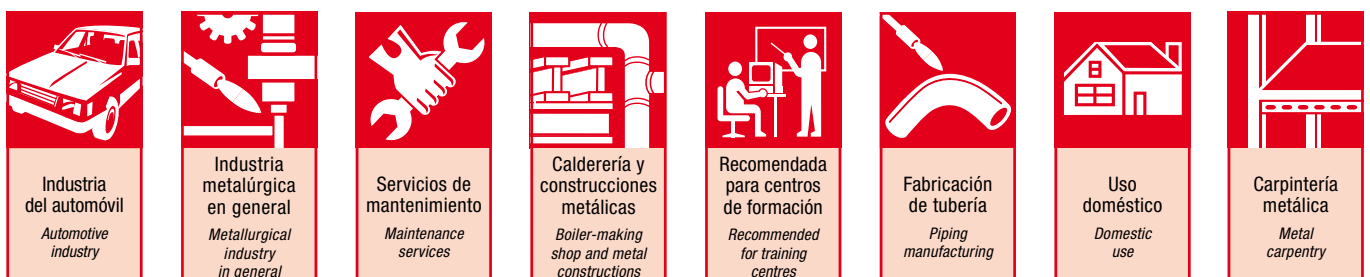 Industria
del automóvil
Automotive
industry
Industria
metalúrgica
en general
Metallurgical
industry
in general
Servicios de
mantenimiento
Maintenance
services
Calderería y
construcciones
metálicas
Boiler-making
shop and metal
constructions
Recomendada
para centros
de formación
Recommended
for training
centres
Fabricación
de tubería
Piping
manufacturing
Uso
doméstico
Domestic
use
Carpintería
metálica
Metal
carpentry